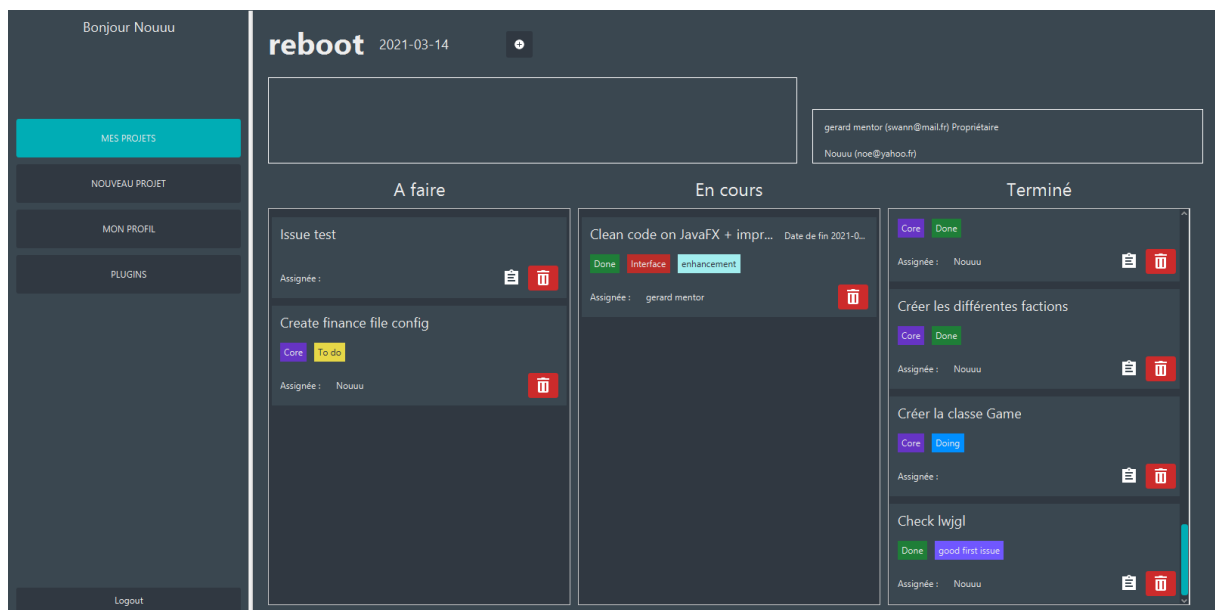 Bonjour Nouuu
MES PROJETS
NOUVEAU PROJET
MON PROFIL
PLUGINS
Logout
reboot 2021-03-14
gerard mentor (swann@mail.fr) Propriétaire
Nouuu (noe@yahoo.fr)
A faire
Issue test
Assignée :
Create finance file config
Core To do
Assignée : Nouuu
En cours
Clean code on JavaFX + impr... Date de fin 2021-0...
Done Interface enhancement
Assignée : gerard mentor
Terminé
Core Done
Assignée : Nouuu
Créer les différentes factions
Core Done
Assignée : Nouuu
Créer la classe Game
Core Doing
Assignée :
Check lwjgl
Done good first issue
Assignée : Nouuu